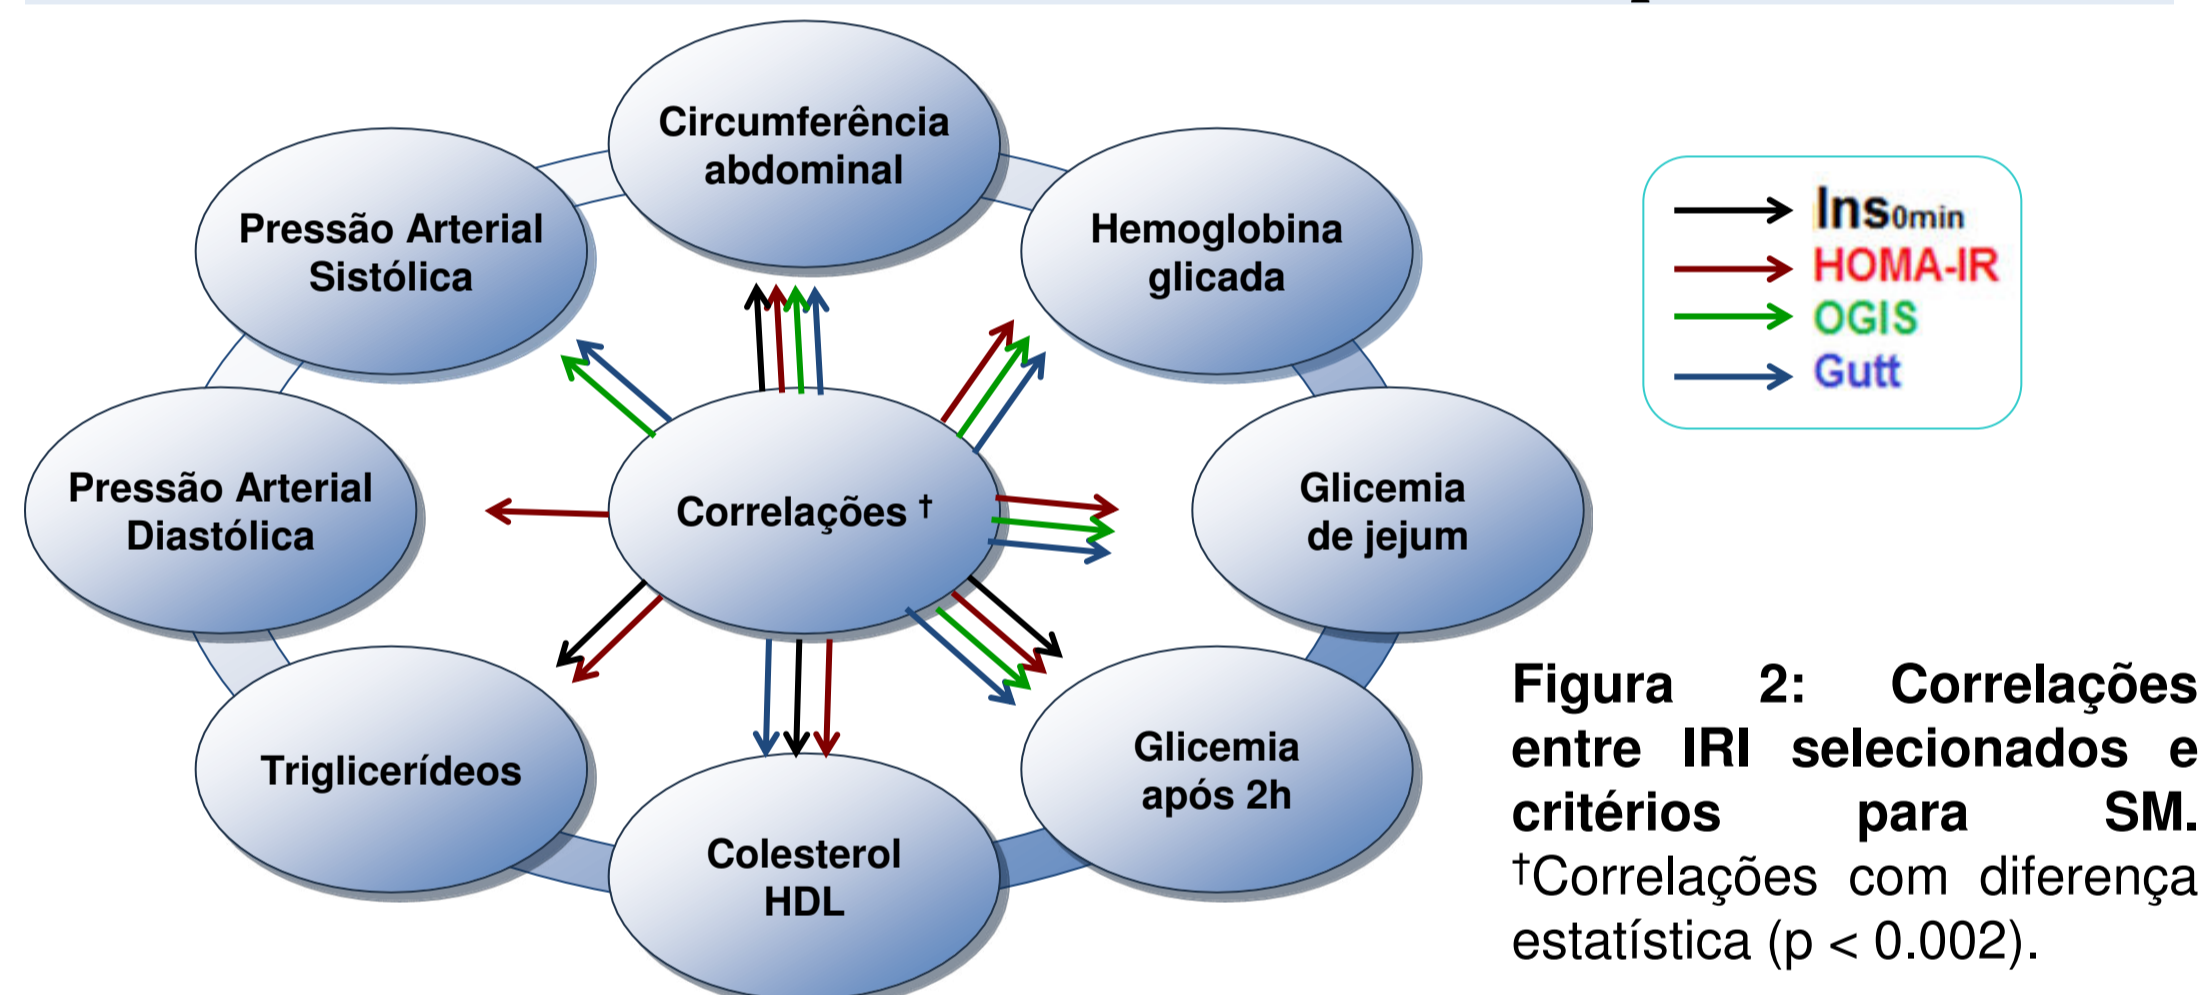 Circumferência
abdominal
Pressão Arterial
Sistólica
Hemoglobina
glicada
Pressão Arterial
Diastólica
Correlações †
Glicemia
de jejum
Triglicerídeos
Colesterol
HDL
Glicemia
após 2h
Ins0min
HOMA-IR
OGIS
Gutt
Figura 2: Correlações
entre IRI selecionados e
critérios para SM.
†Correlações com diferença
estatística (p < 0.002).